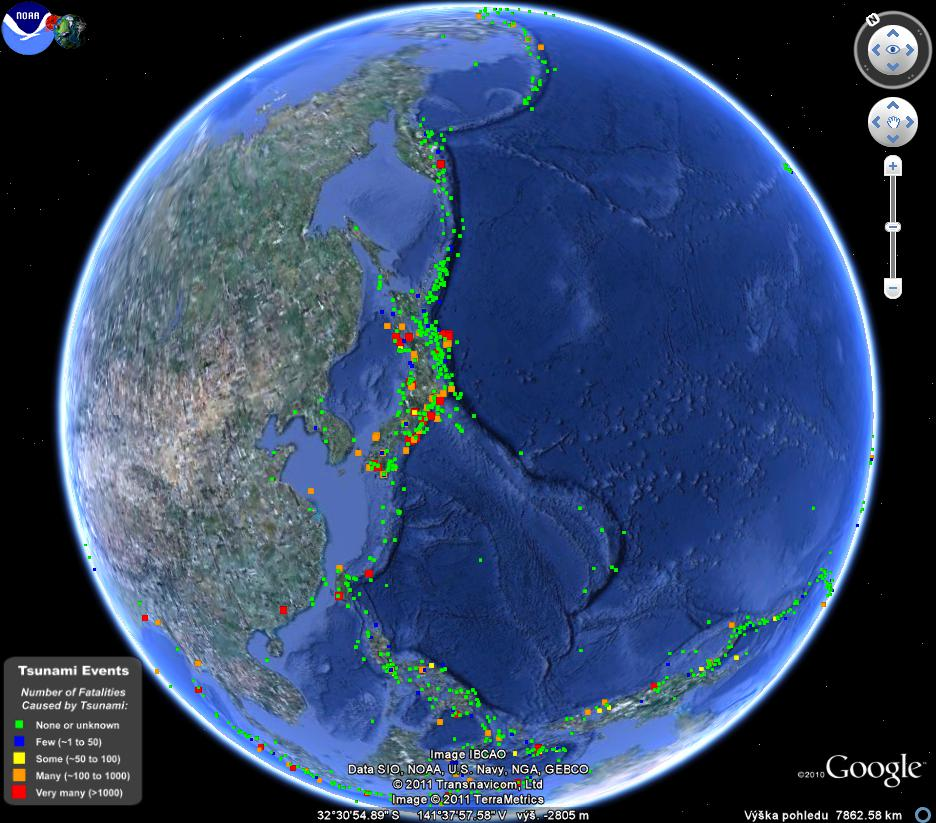 NOAA
N
Tsunami Events
Number of Fatalities
Caused by Tsunami:
None or unknown
Few (~1 to 50)
Some (~50 to 100)
Many (~100 to 1000)
Very many (>1000)
Image IBCAO
Data SIO, NOAA, U.S. Navy, NGA, GEBCO
© 2011 Transnavicom, Ltd
Image © 2011 TerraMetrics
©2010 Google™
32°30'54.89" S 141°37'57.58" V výš. -2805 m
Výška pohledu 7862.58 km